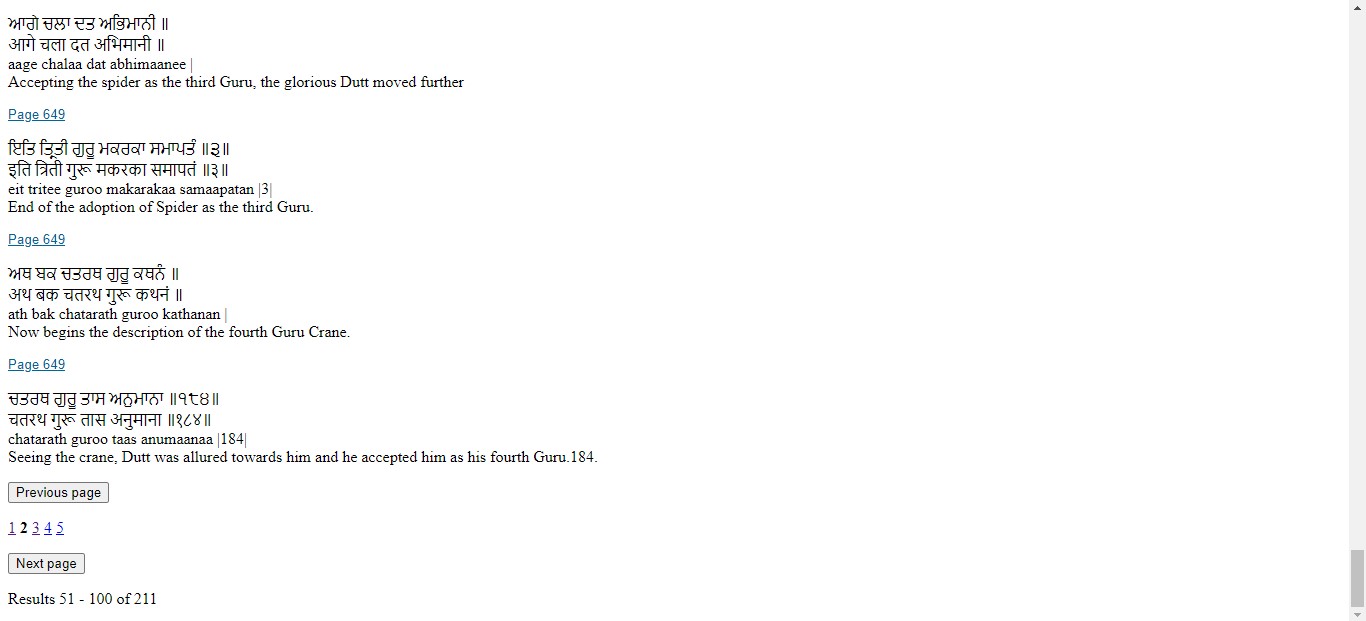 ਆਗੇ ਚਲਾ ਦਤ ਅਭਿਮਾਨੀ ॥
आगे चला दत अभिमानी ॥
aage chalaa dat abhimaanee |
Accepting the spider as the third Guru, the glorious Dutt moved further
Page 649
ਇਤਿ ਤ੍ਰਿਤੀ ਗੁਰੂ ਮਕਰਕਾ ਸਮਾਪਤੰ ॥੩॥
इति त्रिती गुरू मकरका समापतं ॥३॥
eit tritee guroo makarakaa samaapatan |3|
End of the adoption of Spider as the third Guru.
Page 649
ਅਥ ਬਕ ਚਤਰਥ ਗੁਰੂ ਕਥਨੰ ॥
अथ बक चतरथ गुरू कथनं ॥
ath bak chatarath guroo kathanan |
Now begins the description of the fourth Guru Crane.
Page 649
ਚਤਰਥ ਗੁਰੂ ਤਾਸ ਅਨੁਮਾਨਾ ॥੧੮੪॥
चतरथ गुरू तास अनुमाना ॥१८४॥
chatarath guroo taas anumaanaa |184|
Seeing the crane, Dutt was allured towards him and he accepted him as his fourth Guru.184.
Previous page
1 2 3 4 5
Next page
Results 51 - 100 of 211